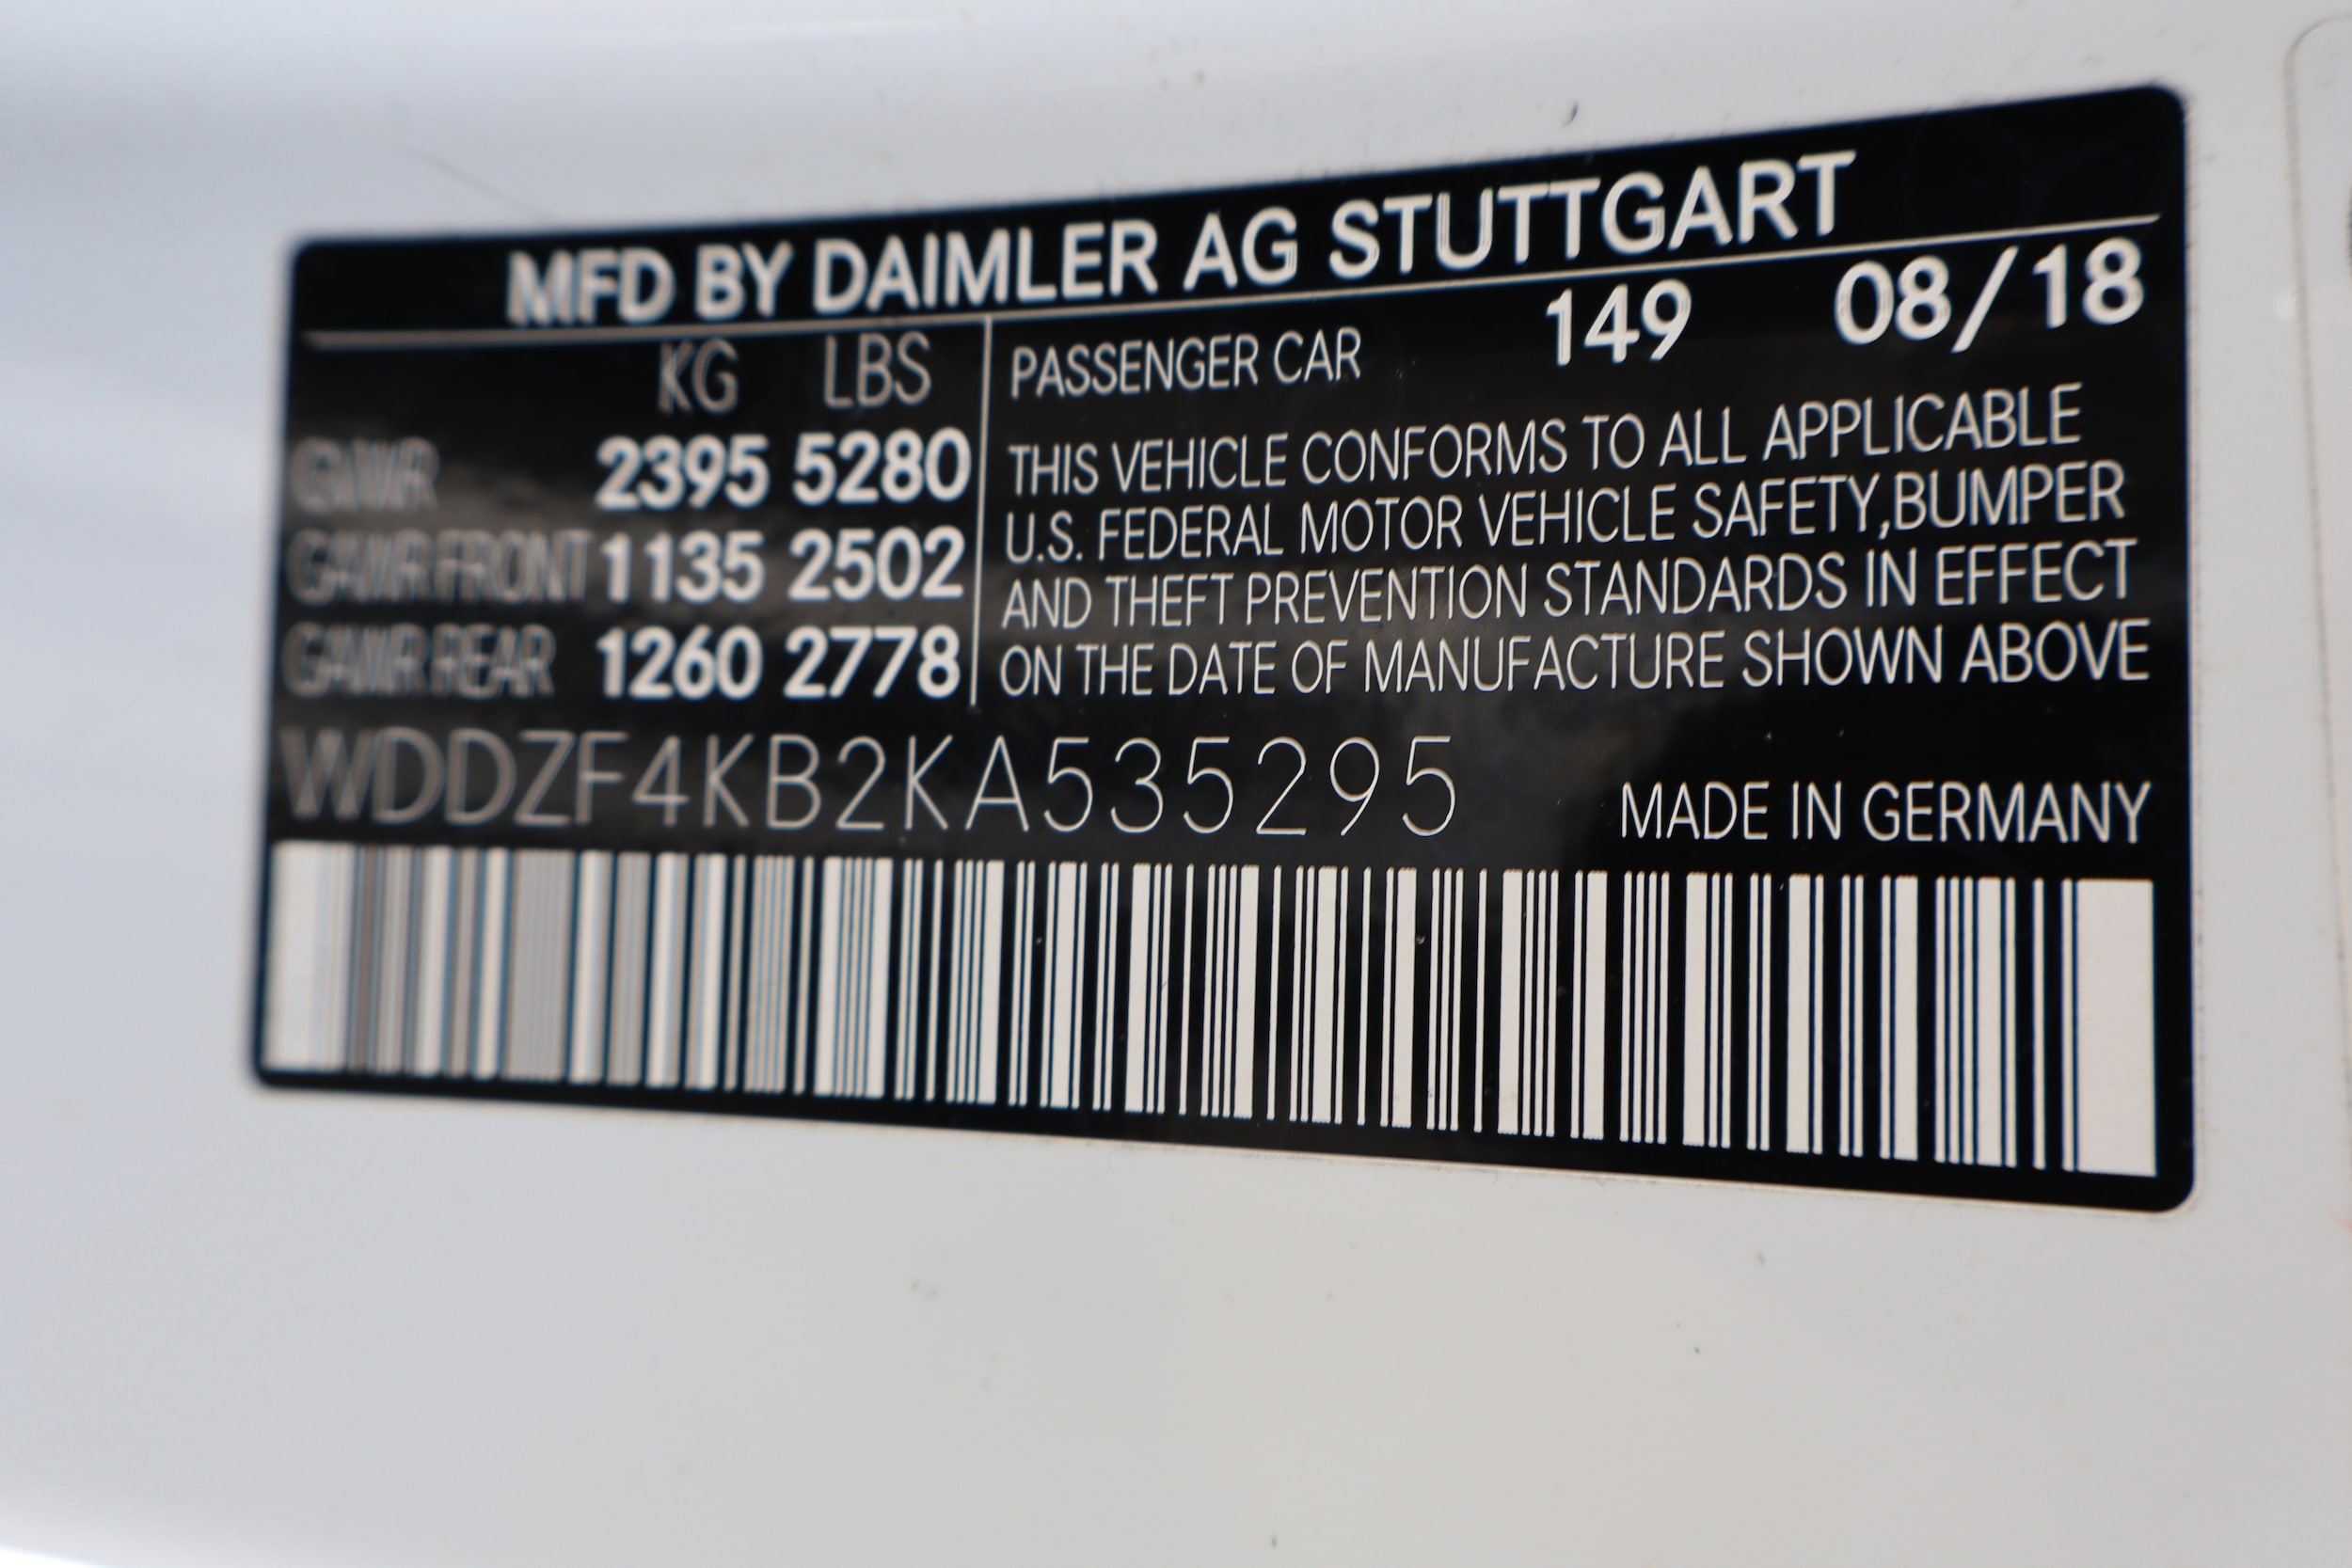 MFD BY DAIMLER AG STUTTGART
KG LBS
GVWR 2395 5280
GAWR FRONT 1135 2502
GAWR REAR 1260 2778
PASSENGER CAR 149 08/18
THIS VEHICLE CONFORMS TO ALL APPLICABLE
U.S. FEDERAL MOTOR VEHICLE SAFETY,BUMPER
AND THEFT PREVENTION STANDARDS IN EFFECT
ON THE DATE OF MANUFACTURE SHOWN ABOVE
WDDZF4KB2KA535295
MADE IN GERMANY